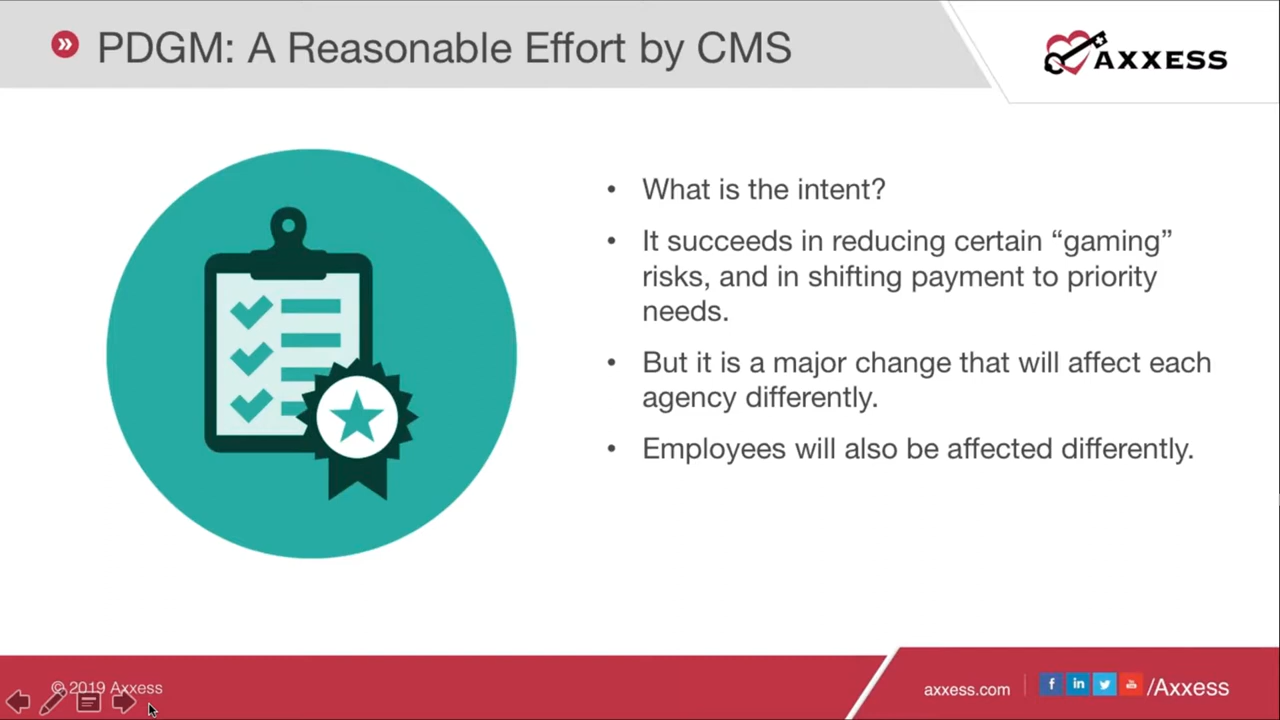 PDGM: A Reasonable Effort by CMS
AXXESS
• What is the intent?
• It succeeds in reducing certain “gaming”
risks, and in shifting payment to priority
needs.
• But it is a major change that will affect each
agency differently.
• Employees will also be affected differently.
© 2019 Axxess
axxess.com
/Axxess